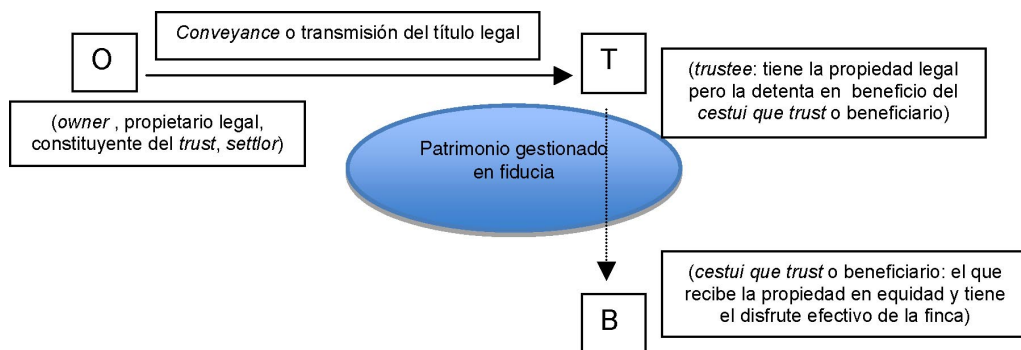 Conveyance o transmisión del título legal
O
T
(owner , propietario legal,
constituyente del trust, settlor)
(trustee: tiene la propiedad legal
pero la detenta en beneficio del
cestui que trust o beneficiario)
Patrimonio gestionado
en fiducia
B
(cestui que trust o beneficiario: el que
recibe la propiedad en equidad y tiene
el disfrute efectivo de la finca)